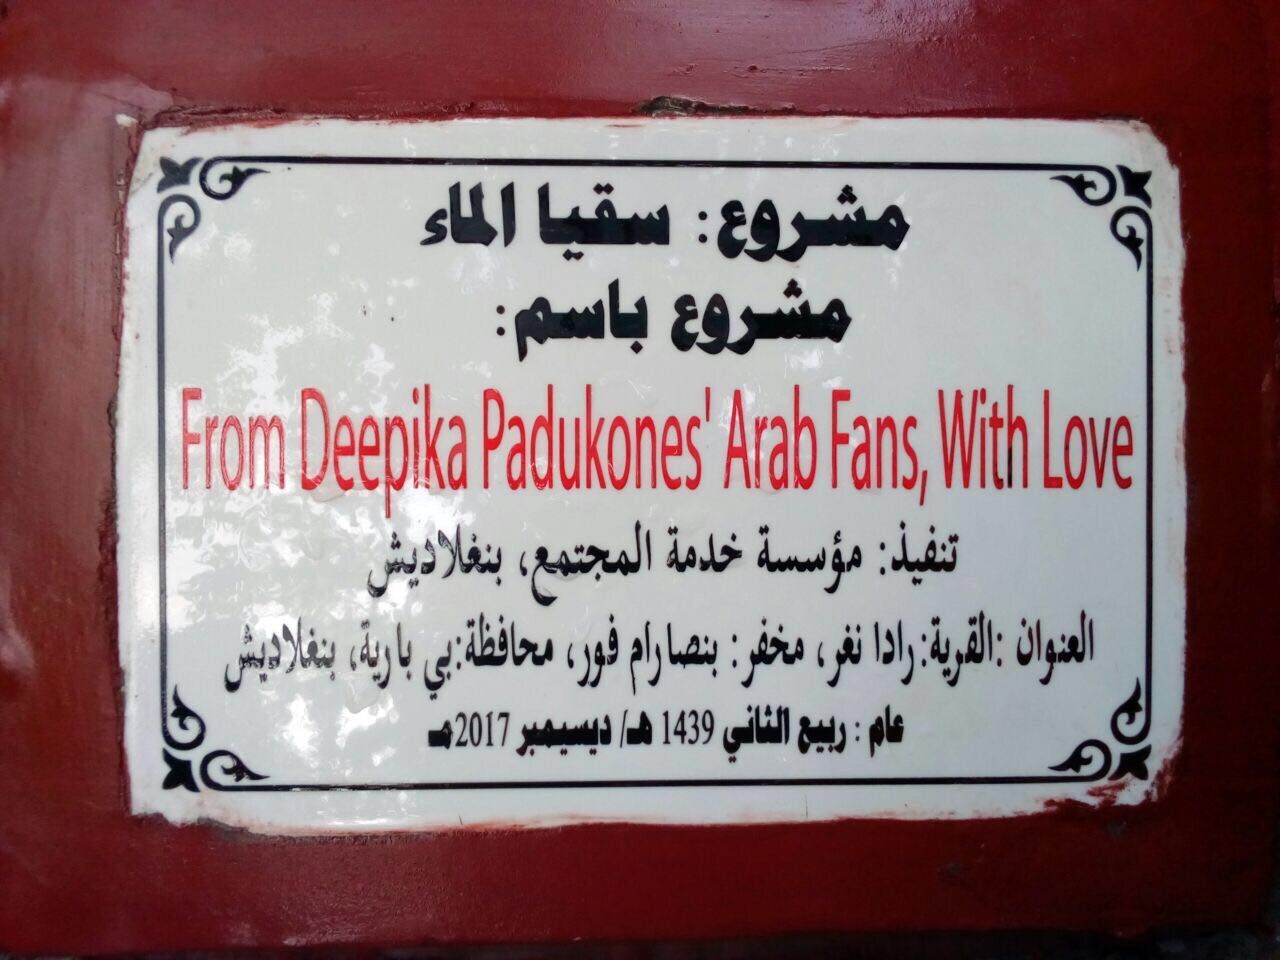 مشروع: سقيا الماء
مشروع باسم:
From Deepika Padukones' Arab Fans, With Love
تنفيذ: مؤسسة خدمة المجتمع، بنغلاديش
العنوان :القرية: رادا نغر، مخفر: بنصارام فور، محافظة:بي بارية، بنغلاديش
عام : ربيع الثاني 1439 هـ/ ديسيمبر 2017مـ